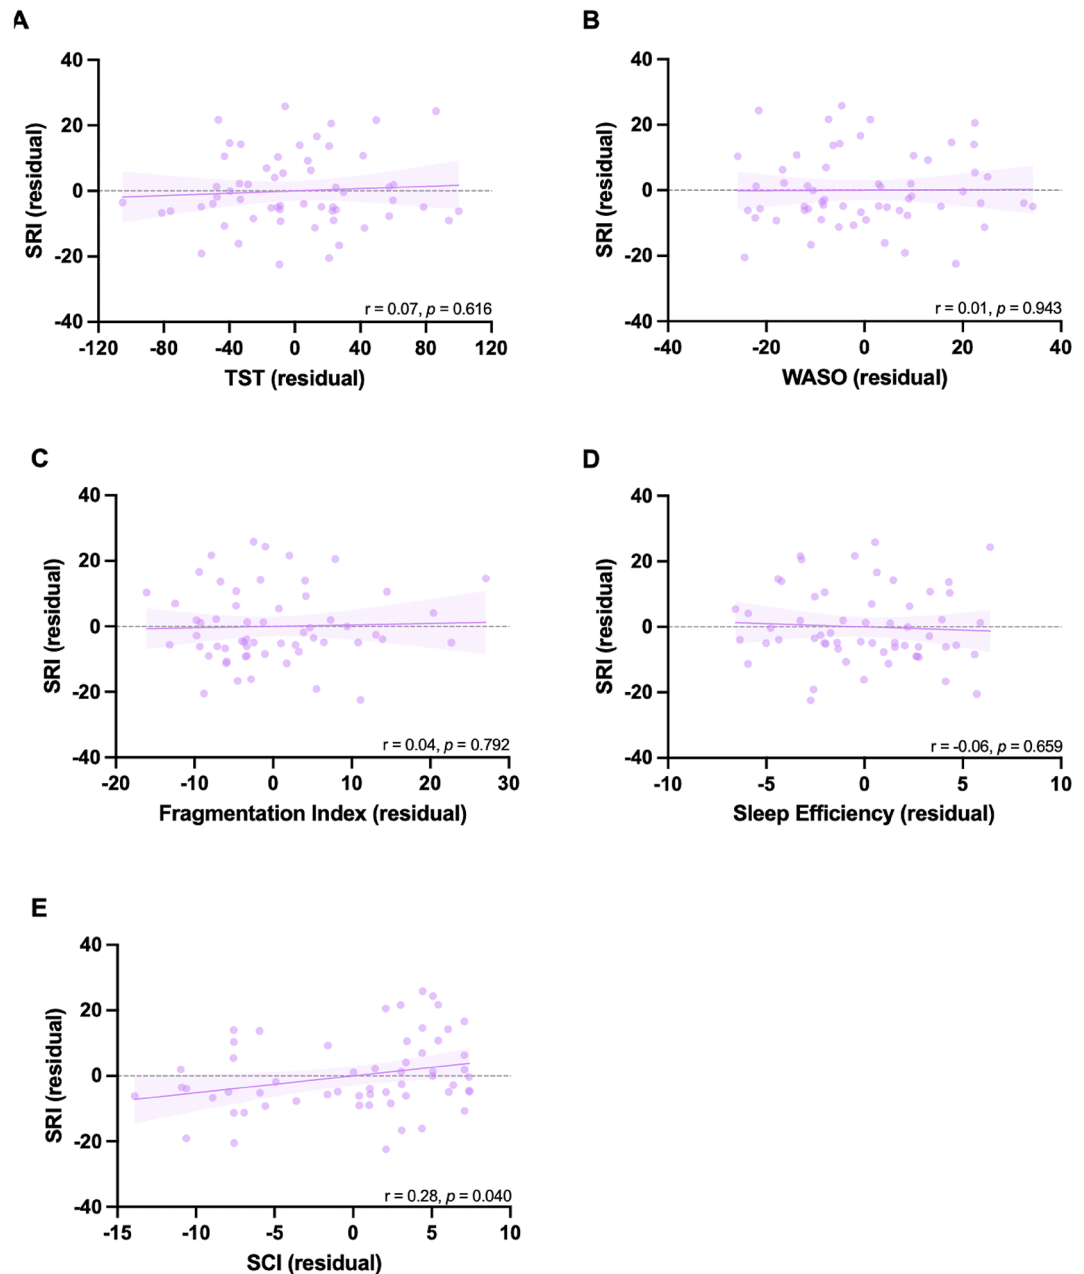 A
40
20
0
-20
-40
SRI (residual)
r = 0.07, p = 0.616
-120 -80 -40 0 40 80 120
TST (residual)
B
40
20
0
-20
-40
SRI (residual)
r = 0.01, p = 0.943
-40 -20 0 20 40
WASO (residual)
C
40
20
0
-20
-40
SRI (residual)
r = 0.04, p = 0.792
-20 -10 0 10 20 30
Fragmentation Index (residual)
D
40
20
0
-20
-40
SRI (residual)
r = -0.06, p = 0.659
-10 -5 0 5 10
Sleep Efficiency (residual)
E
40
20
0
-20
-40
SRI (residual)
r = 0.28, p = 0.040
-15 -10 -5 0 5 10
SCI (residual)